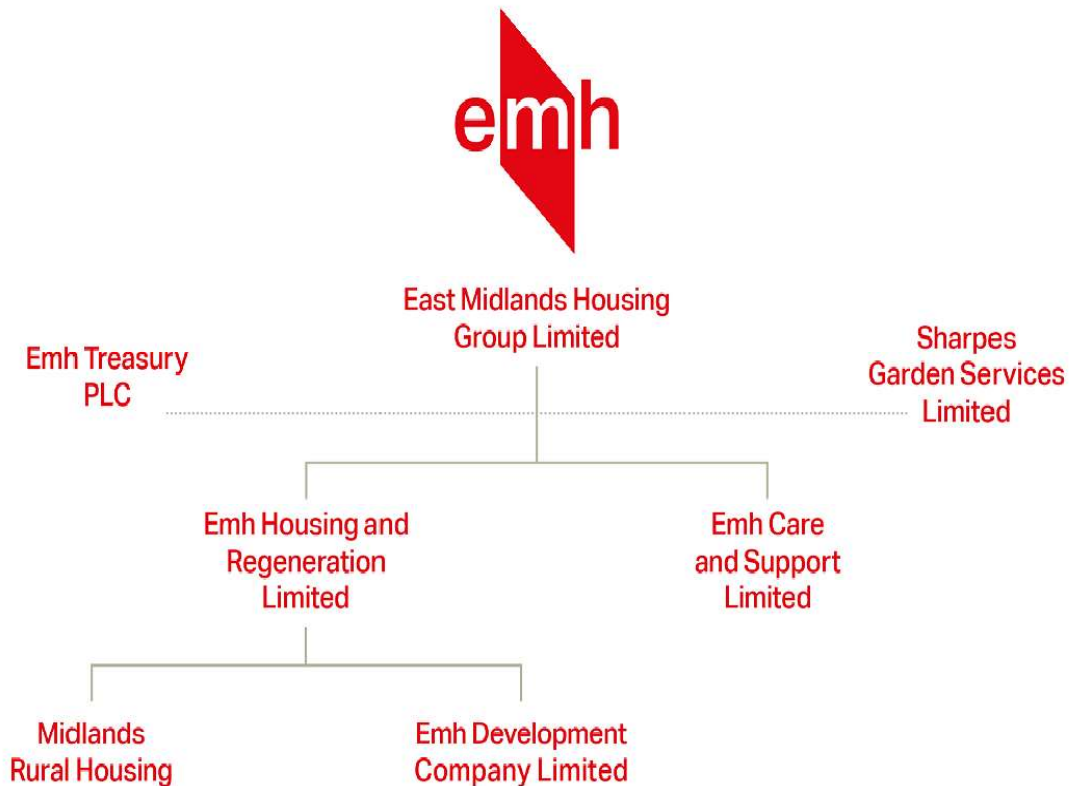 emh
East Midlands Housing
Group Limited
Emh Treasury
PLC
Sharpes
Garden Services
Limited
Emh Housing and
Regeneration
Limited
Emh Care
and Support
Limited
Midlands
Rural Housing
Emh Development
Company Limited